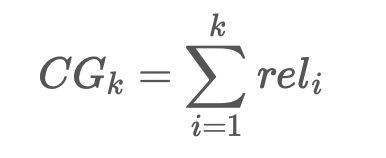 $CG_k = \sum_{i=1}^{k} rel_i$